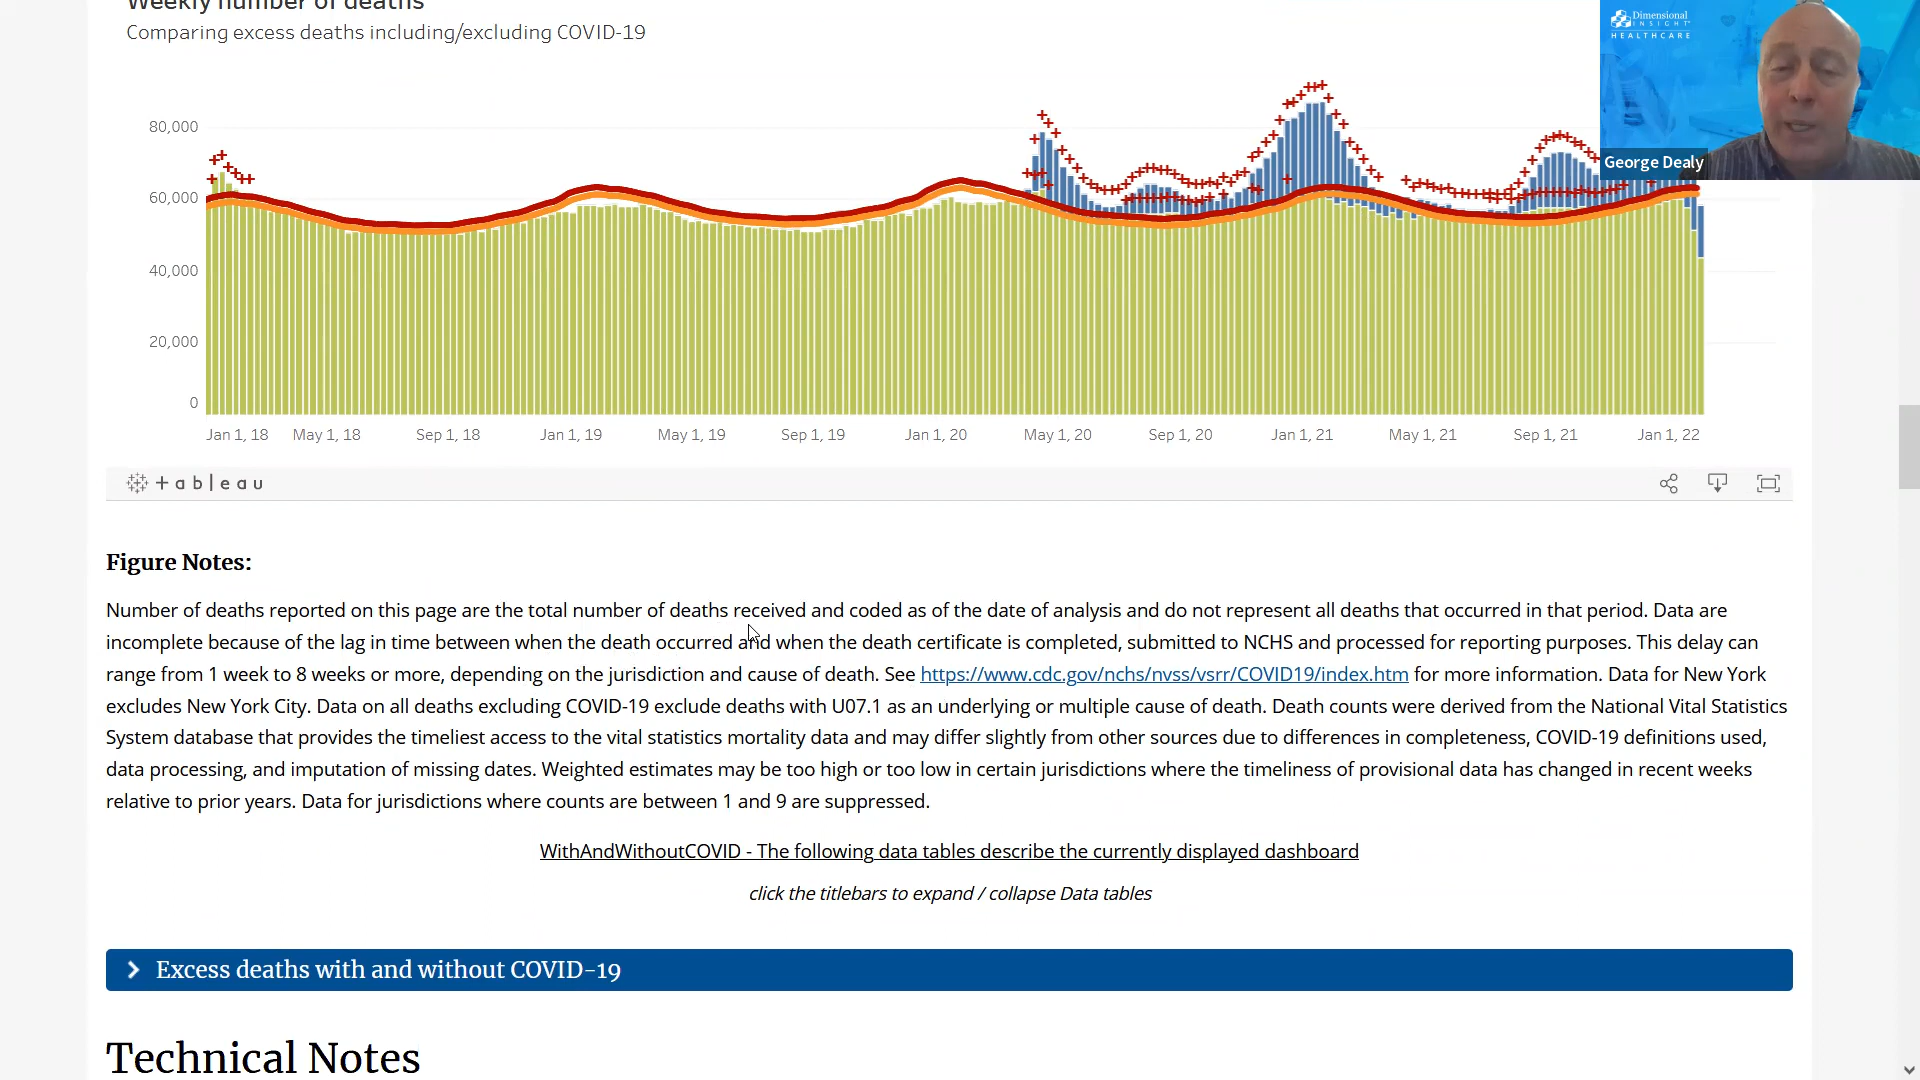 Weekly number of deaths
Comparing excess deaths including/excluding COVID-19
Dimensional
INSIGHT
HEALTHCARE
George Dealy
80,000
60,000
40,000
20,000
0
Jan 1, 18 May 1, 18 Sep 1, 18 Jan 1, 19 May 1, 19 Sep 1, 19 Jan 1, 20 May 1, 20 Sep 1, 20 Jan 1, 21 May 1, 21 Sep 1, 21 Jan 1, 22
+ a b l e a u
Figure Notes:
Number of deaths reported on this page are the total number of deaths received and coded as of the date of analysis and do not represent all deaths that occurred in that period. Data are
incomplete because of the lag in time between when the death occurred and when the death certificate is completed, submitted to NCHS and processed for reporting purposes. This delay can
range from 1 week to 8 weeks or more, depending on the jurisdiction and cause of death. See https://www.cdc.gov/nchs/nvss/vsrr/COVID19/index.htm for more information. Data for New York
excludes New York City. Data on all deaths excluding COVID-19 exclude deaths with U07.1 as an underlying or multiple cause of death. Death counts were derived from the National Vital Statistics
System database that provides the timeliest access to the vital statistics mortality data and may differ slightly from other sources due to differences in completeness, COVID-19 definitions used,
data processing, and imputation of missing dates. Weighted estimates may be too high or too low in certain jurisdictions where the timeliness of provisional data has changed in recent weeks
relative to prior years. Data for jurisdictions where counts are between 1 and 9 are suppressed.
WithAndWithoutCOVID - The following data tables describe the currently displayed dashboard
click the titlebars to expand / collapse Data tables
Excess deaths with and without COVID-19
Technical Notes